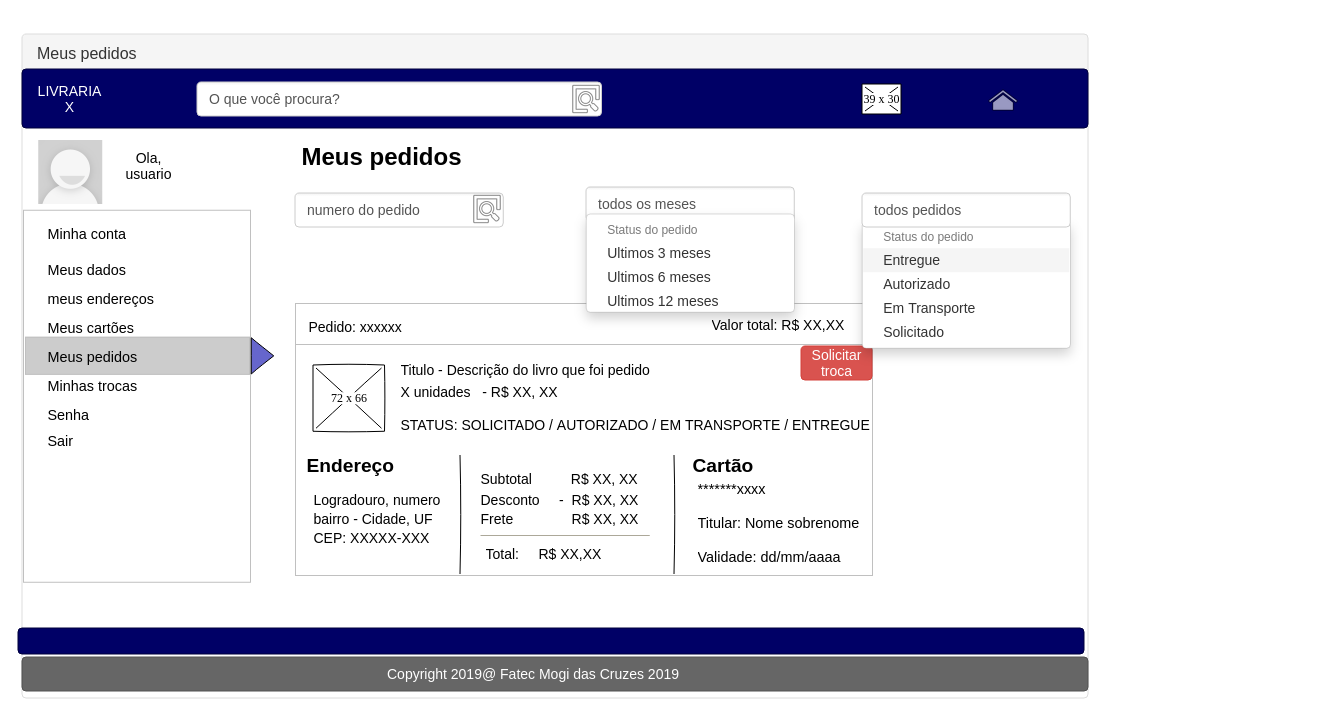 Meus pedidos
LIVRARIA
X
O que você procura?
39 x 30
Ola,
usuario
Meus pedidos
numero do pedido
todos os meses
Status do pedido
Ultimos 3 meses
Ultimos 6 meses
Ultimos 12 meses
todos pedidos
Status do pedido
Entregue
Autorizado
Em Transporte
Solicitado
Minha conta
Meus dados
meus endereços
Meus cartões
Meus pedidos
Minhas trocas
Senha
Sair
Pedido: xxxxxx
Valor total: R$ XX,XX
Solicitar
troca
72 x 66
Titulo - Descrição do livro que foi pedido
X unidades - R$ XX, XX
STATUS: SOLICITADO / AUTORIZADO / EM TRANSPORTE / ENTREGUE
Endereço
Logradouro, numero
bairro - Cidade, UF
CEP: XXXXX-XXX
Subtotal R$ XX, XX
Desconto - R$ XX, XX
Frete R$ XX, XX
Total: R$ XX,XX
Cartão
*******xxxx
Titular: Nome sobrenome
Validade: dd/mm/aaaa
Copyright 2019@ Fatec Mogi das Cruzes 2019